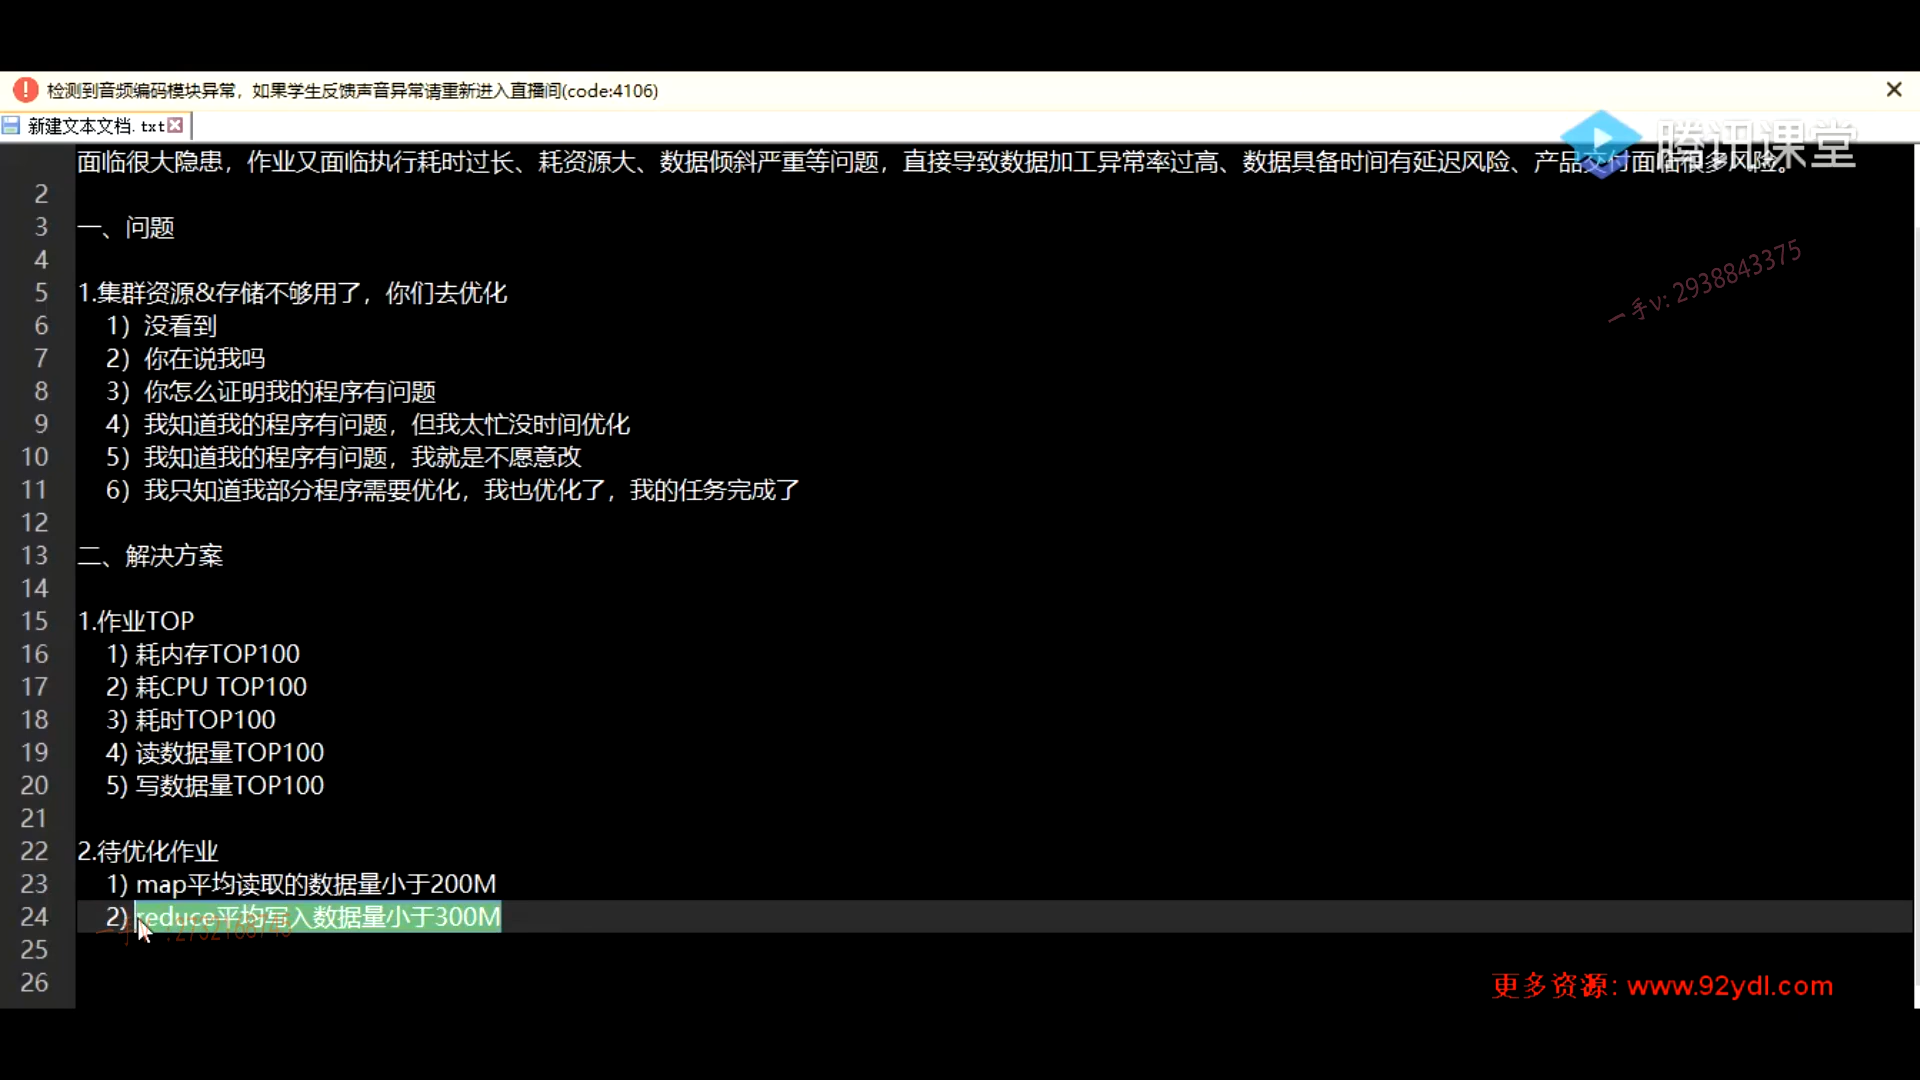 检测到音频编码模块异常，如果学生反馈声音异常请重新进入直播间(code:4106)
新建文本文档.txt
腾讯课堂
面临很大隐患，作业又面临执行耗时过长、耗资源大、数据倾斜严重等问题，直接导致数据加工异常率过高、数据具备时间有延迟风险、产品交付面临很多风险。
2
3 一、问题
4
5 1.集群资源&存储不够用了，你们去优化
一手v: 2938843375
6 1）没看到
7 2）你在说我吗
8 3）你怎么证明我的程序有问题
9 4）我知道我的程序有问题，但我太忙没时间优化
10 5）我知道我的程序有问题，我就是不愿意改
11 6）我只知道我部分程序需要优化，我也优化了，我的任务完成了
12
13 二、解决方案
14
15 1.作业TOP
16 1) 耗内存TOP100
17 2) 耗CPU TOP100
18 3) 耗时TOP100
19 4) 读数据量TOP100
20 5) 写数据量TOP100
21
22 2.待优化作业
23 1) map平均读取的数据量小于200M
24 2) reduce平均写入数据量小于300M
25
26
更多资源: www.92ydl.com